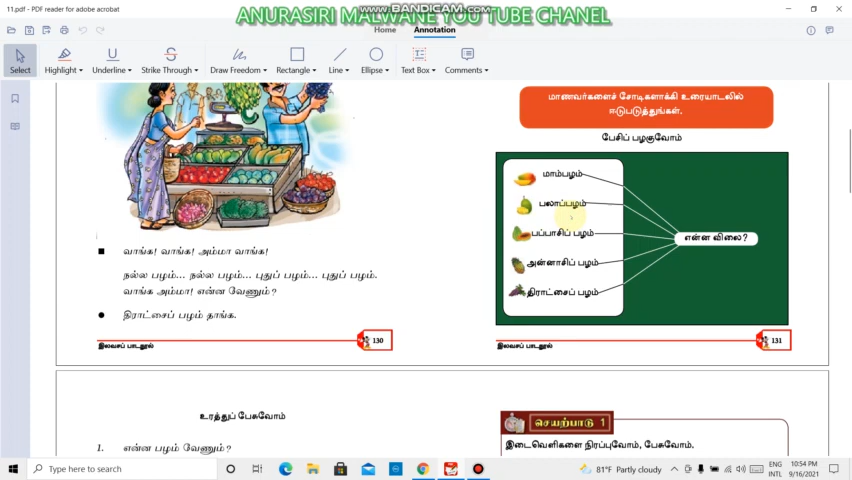 11.pdf - PDF reader for adobe acrobat
www.BANDICAM.com
ANURASIRI MALWANE YOU TUBE CHANEL
Home
Annotation
Select
Highlight
Underline
Strike Through
Draw Freedom
Rectangle
Line
Ellipse
Text Box
Comments
வாங்க! வாங்க! அம்மா வாங்க!
நல்ல பழம்... நல்ல பழம்... புதுப் பழம்... புதுப் பழம்.
வாங்க அம்மா! என்ன வேணும்?
திராட்சைப் பழம் தாங்க.
இலவசப் பாடநூல்
130
மாணவர்களைச் சோடிகளாக்கி உரையாடலில்
ஈடுபடுத்துங்கள்.
பேசிப் பழகுவோம்
மாம்பழம்
பலாப்பழம்
பப்பாசிப் பழம்
அன்னாசிப் பழம்
திராட்சைப் பழம்
என்ன விலை?
இலவசப் பாடநூல்
131
உரத்துப் பேசுவோம்
1. என்ன பழம் வேணும்?
செயற்பாடு 1
இடைவெளிகளை நிரப்புவோம், பேசுவோம்.
Type here to search
81°F Partly cloudy
ENG
INTL
10:54 PM
9/16/2021